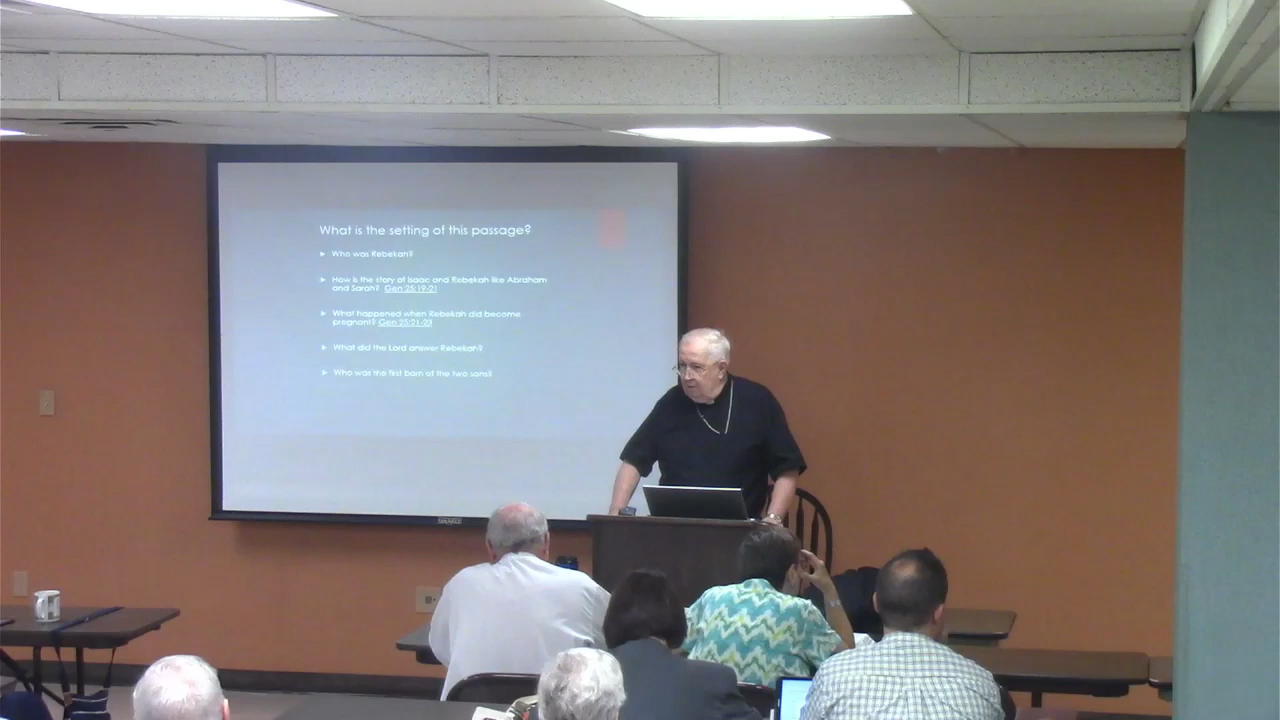 What is the setting of this passage?
Who was Rebekah?
How is the story of Isaac and Rebekah like Abraham
and Sarah? Gen 25:19-21
What happened when Rebekah did become
pregnant? Gen 25:21-23
What did the Lord answer Rebekah?
Who was the first born of the two sons?